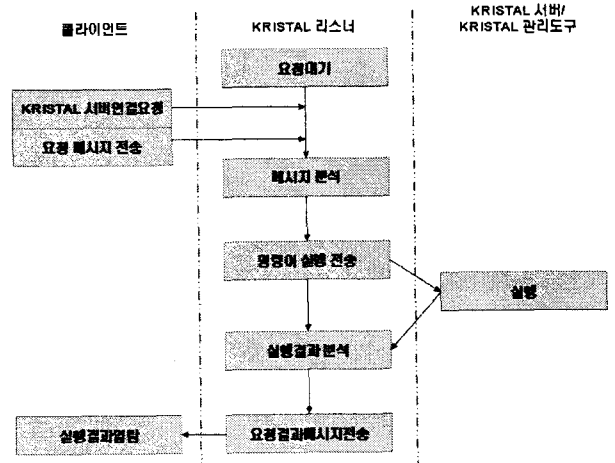 클라이언트
KRISTAL 리스너
KRISTAL 서버/
KRISTAL 관리도구
요청대기
KRISTAL 서버연결요청
요청 메시지 전송
메시지 분석
명령어 실행 전송
실행
실행결과 분석
실행결과열람
요청결과메시지전송